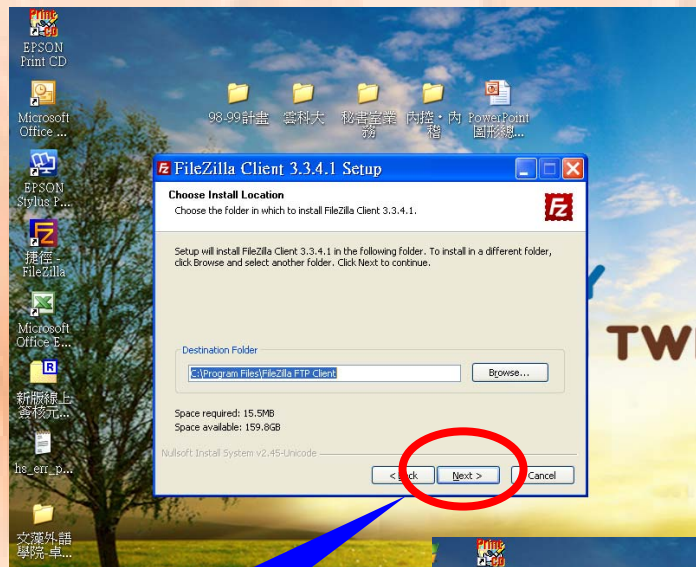 EPSON
Print CD
Microsoft
Office ...
98-99計畫
雲科大
秘書室業
務
內控・內
稽
PowerPoint
圖形總...
EPSON
Stylus P...
捷徑 -
FileZilla
Microsoft
Office E...
新版線上
簽核元...
hs_err_p...
文藻外語
學院-卓...
FileZilla Client 3.3.4.1 Setup
Choose Install Location
Choose the folder in which to install FileZilla Client 3.3.4.1.
Setup will install FileZilla Client 3.3.4.1 in the following folder. To install in a different folder,
click Browse and select another folder. Click Next to continue.
Destination Folder
C:\Program Files\FileZilla FTP Client\
Browse...
Space required: 15.5MB
Space available: 159.8GB
Nullsoft Install System v2.45-Unicode
< Back
Next >
Cancel
TW